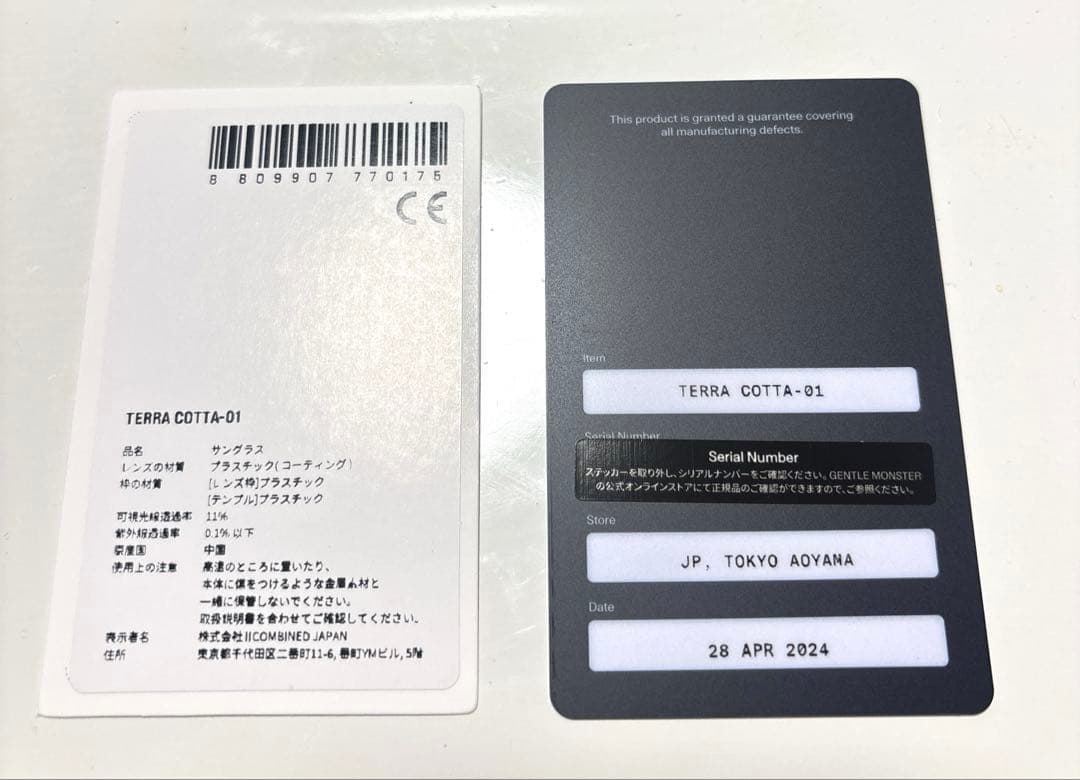 8 809907 770175
CE
TERRA COTTA-01
品名 サングラス
レンズの材質 プラスチック(コーティング)
枠の材質 [レンズ枠]プラスチック
[テンプル]プラスチック
可視光線透過率 11%
紫外線透過率 0.1% 以下
原産国 中国
使用上の注意 高温のところに置いたり、
本体に傷をつけるような金属品材と
一緒に保管しないでください。
取扱説明書を合わせてご確認してください。
表示者名 株式会社IICOMBINED JAPAN
住所 東京都千代田区二番町11-6, 番町YMビル, 5階
This product is granted a guarantee covering
all manufacturing defects.
Item
TERRA COTTA-01
Serial Number
Serial Number
ステッカーを取り外し、シリアルナンバーをご確認ください。GENTLE MONSTER
の公式オンラインストアにて正規品のご確認ができますので、ご参照ください。
Store
JP, TOKYO AOYAMA
Date
28 APR 2024